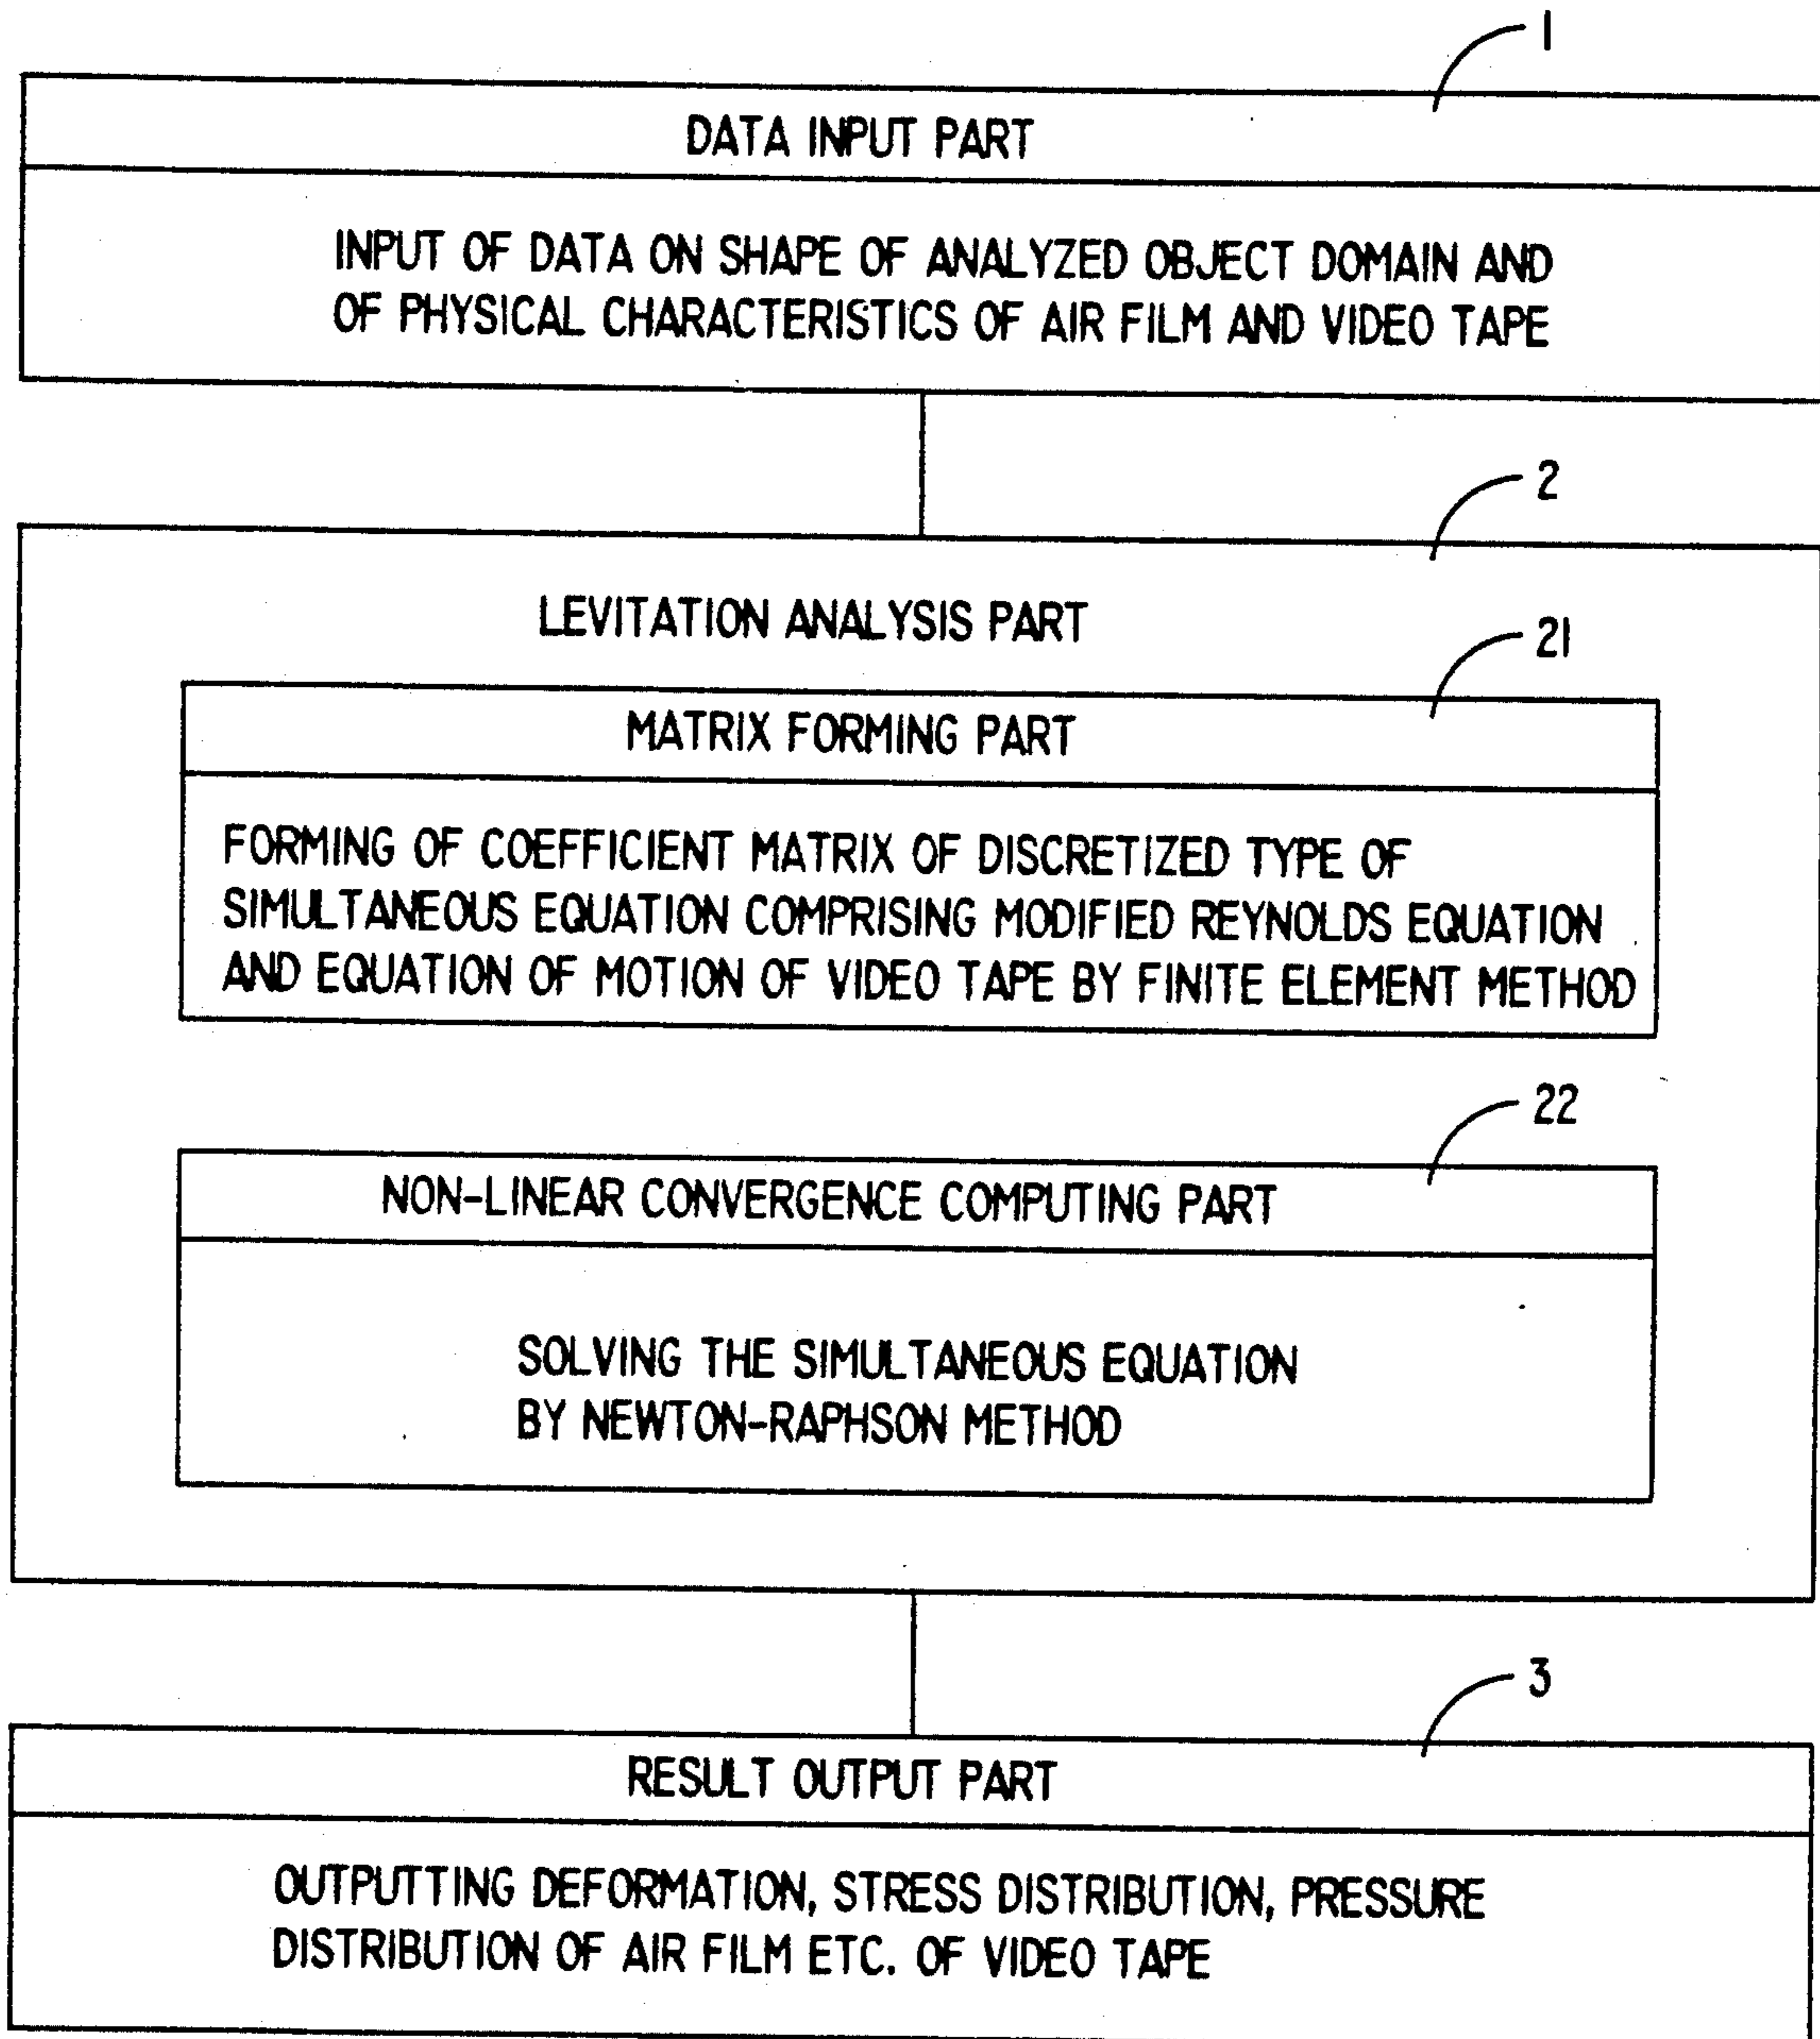 1
DATA INPUT PART
INPUT OF DATA ON SHAPE OF ANALYZED OBJECT DOMAIN AND
OF PHYSICAL CHARACTERISTICS OF AIR FILM AND VIDEO TAPE
2
LEVITATION ANALYSIS PART
21
MATRIX FORMING PART
FORMING OF COEFFICIENT MATRIX OF DISCRETIZED TYPE OF
SIMULTANEOUS EQUATION COMPRISING MODIFIED REYNOLDS EQUATION
AND EQUATION OF MOTION OF VIDEO TAPE BY FINITE ELEMENT METHOD
22
NON-LINEAR CONVERGENCE COMPUTING PART
SOLVING THE SIMULTANEOUS EQUATION
BY NEWTON-RAPHSON METHOD
3
RESULT OUTPUT PART
OUTPUTTING DEFORMATION, STRESS DISTRIBUTION, PRESSURE
DISTRIBUTION OF AIR FILM ETC. OF VIDEO TAPE